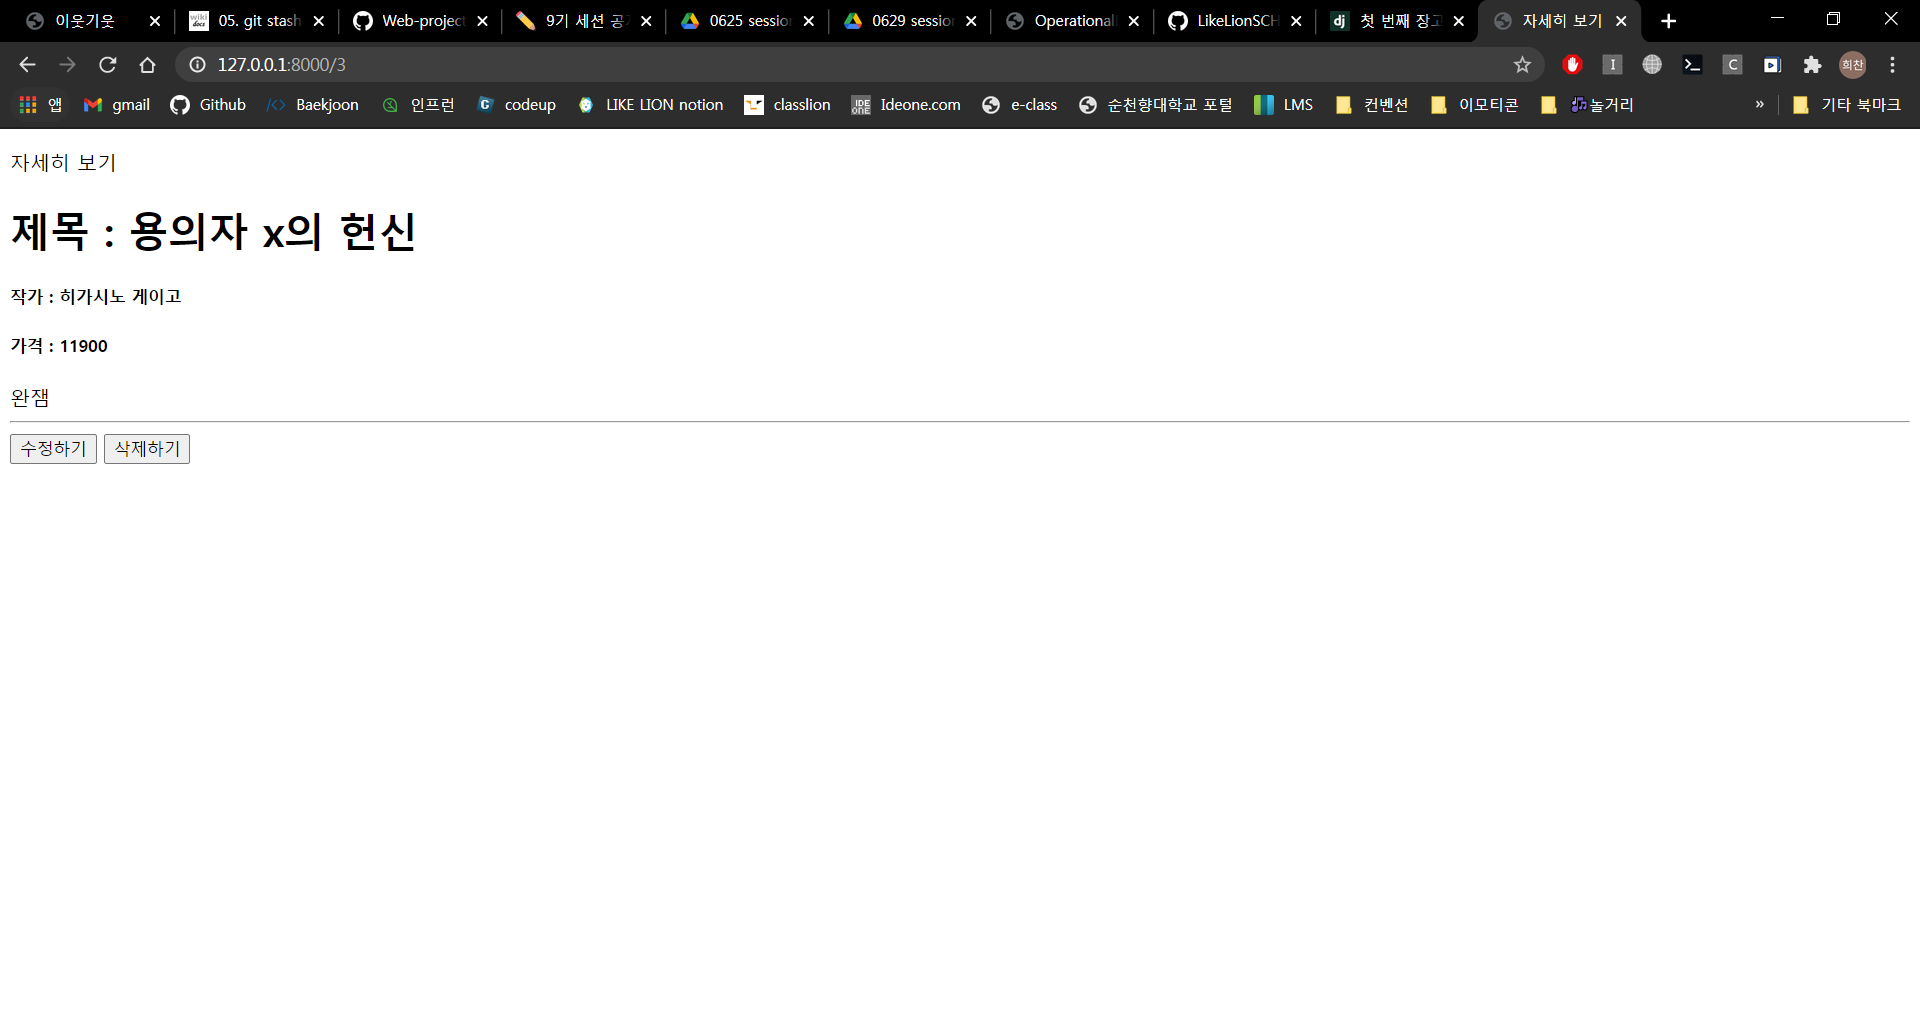 이웃기웃 05. git stash Web-project 9기 세션 공 0625 session 0629 session Operational LikeLionSCH 첫 번째 장고 자세히 보기
127.0.0.1:8000/3 I C 희찬
앱 gmail Github Baekjoon 인프런 codeup LIKE LION notion classlion Ideone.com e-class 순천향대학교 포털 LMS 컨벤션 이모티콘 놀거리 » 기타 북마크
자세히 보기
제목 : 용의자 x의 헌신
작가 : 히가시노 게이고
가격 : 11900
완잼
수정하기 삭제하기